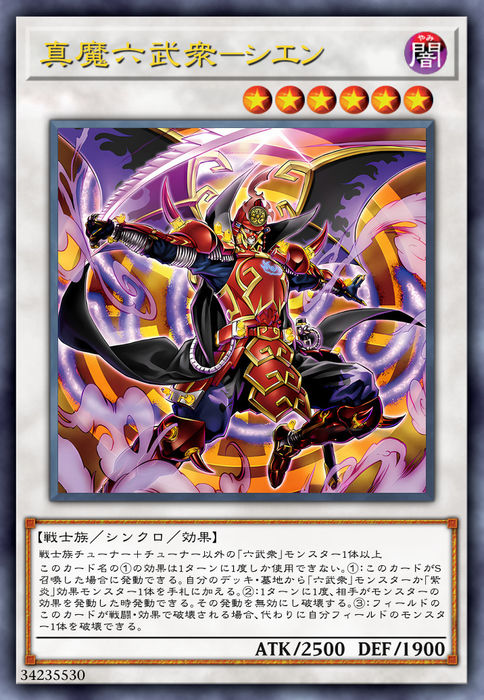 真魔六武衆－シエン
やみ
闇
【戦士族／シンクロ／効果】
戦士族チューナー＋チューナー以外の「六武衆」モンスター1体以上
このカード名の①の効果は1ターンに1度しか使用できない。①：このカードがS
召喚した場合に発動できる。自分のデッキ・墓地から「六武衆」モンスターか「紫
炎」効果モンスター1体を手札に加える。②：1ターンに1度、相手がモンスターの
効果を発動した時発動できる。その発動を無効にし破壊する。③：フィールドの
このカードが戦闘・効果で破壊される場合、代わりに自分フィールドのモンスタ
ー1体を破壊できる。
ATK/2500 DEF/1900
34235530